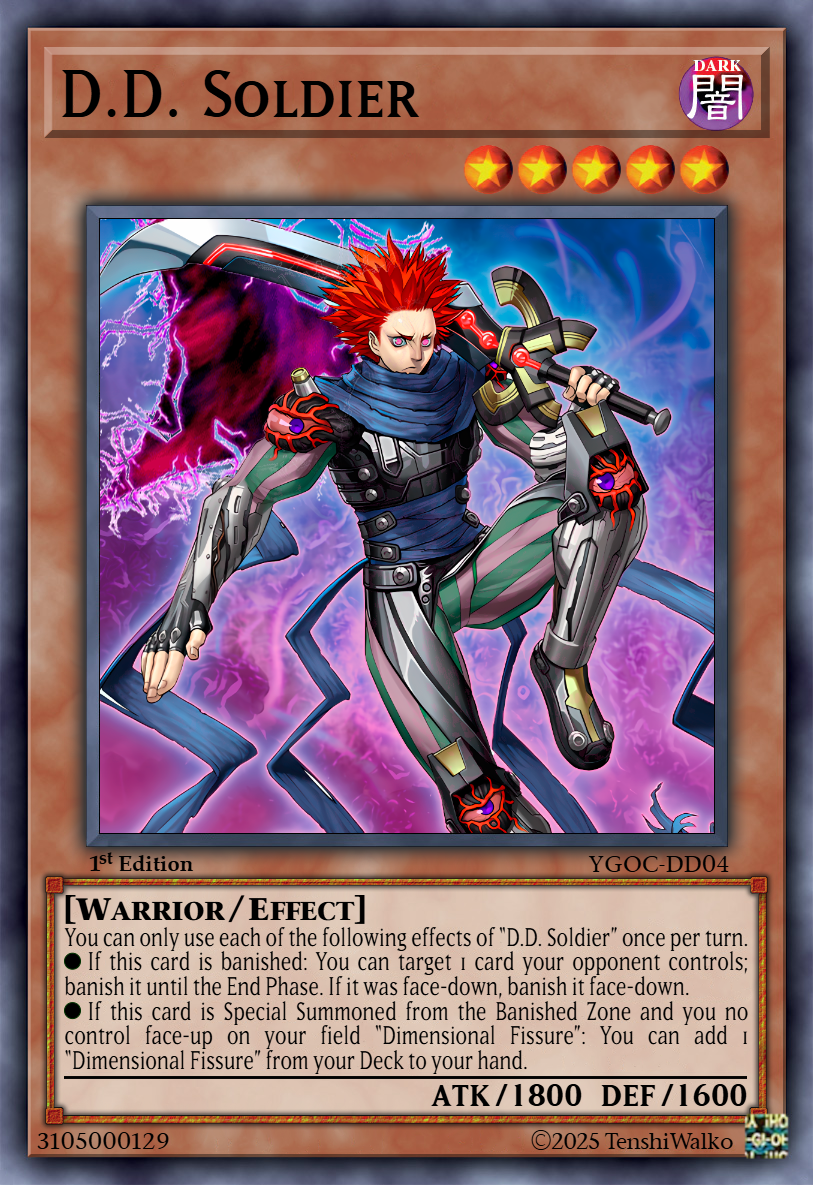 D.D. Soldier
DARK
闇
1st Edition
YGOC-DD04
[Warrior/Effect]
You can only use each of the following effects of "D.D. Soldier" once per turn.
● If this card is banished: You can target 1 card your opponent controls;
banish it until the End Phase. If it was face-down, banish it face-down.
● If this card is Special Summoned from the Banished Zone and you no
control face-up on your field "Dimensional Fissure": You can add 1
"Dimensional Fissure" from your Deck to your hand.
ATK/1800 DEF/1600
3105000129
©2025 TenshiWalko